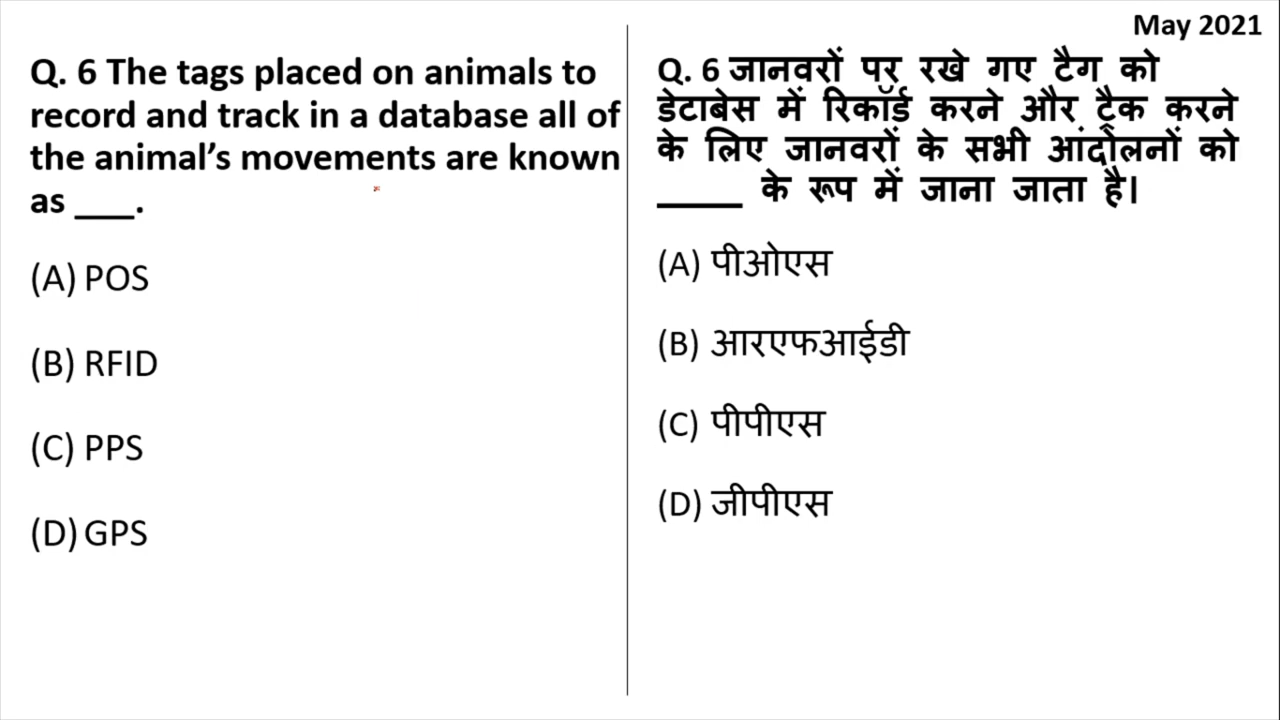 May 2021
Q. 6 The tags placed on animals to
record and track in a database all of
the animal’s movements are known
as ___.
(A) POS
(B) RFID
(C) PPS
(D) GPS
Q. 6 जानवरों पर रखे गए टैग को
डेटाबेस में रिकॉर्ड करने और ट्रैक करने
के लिए जानवरों के सभी आंदोलनों को
_____ के रूप में जाना जाता है।
(A) पीओएस
(B) आरएफआईडी
(C) पीपीएस
(D) जीपीएस